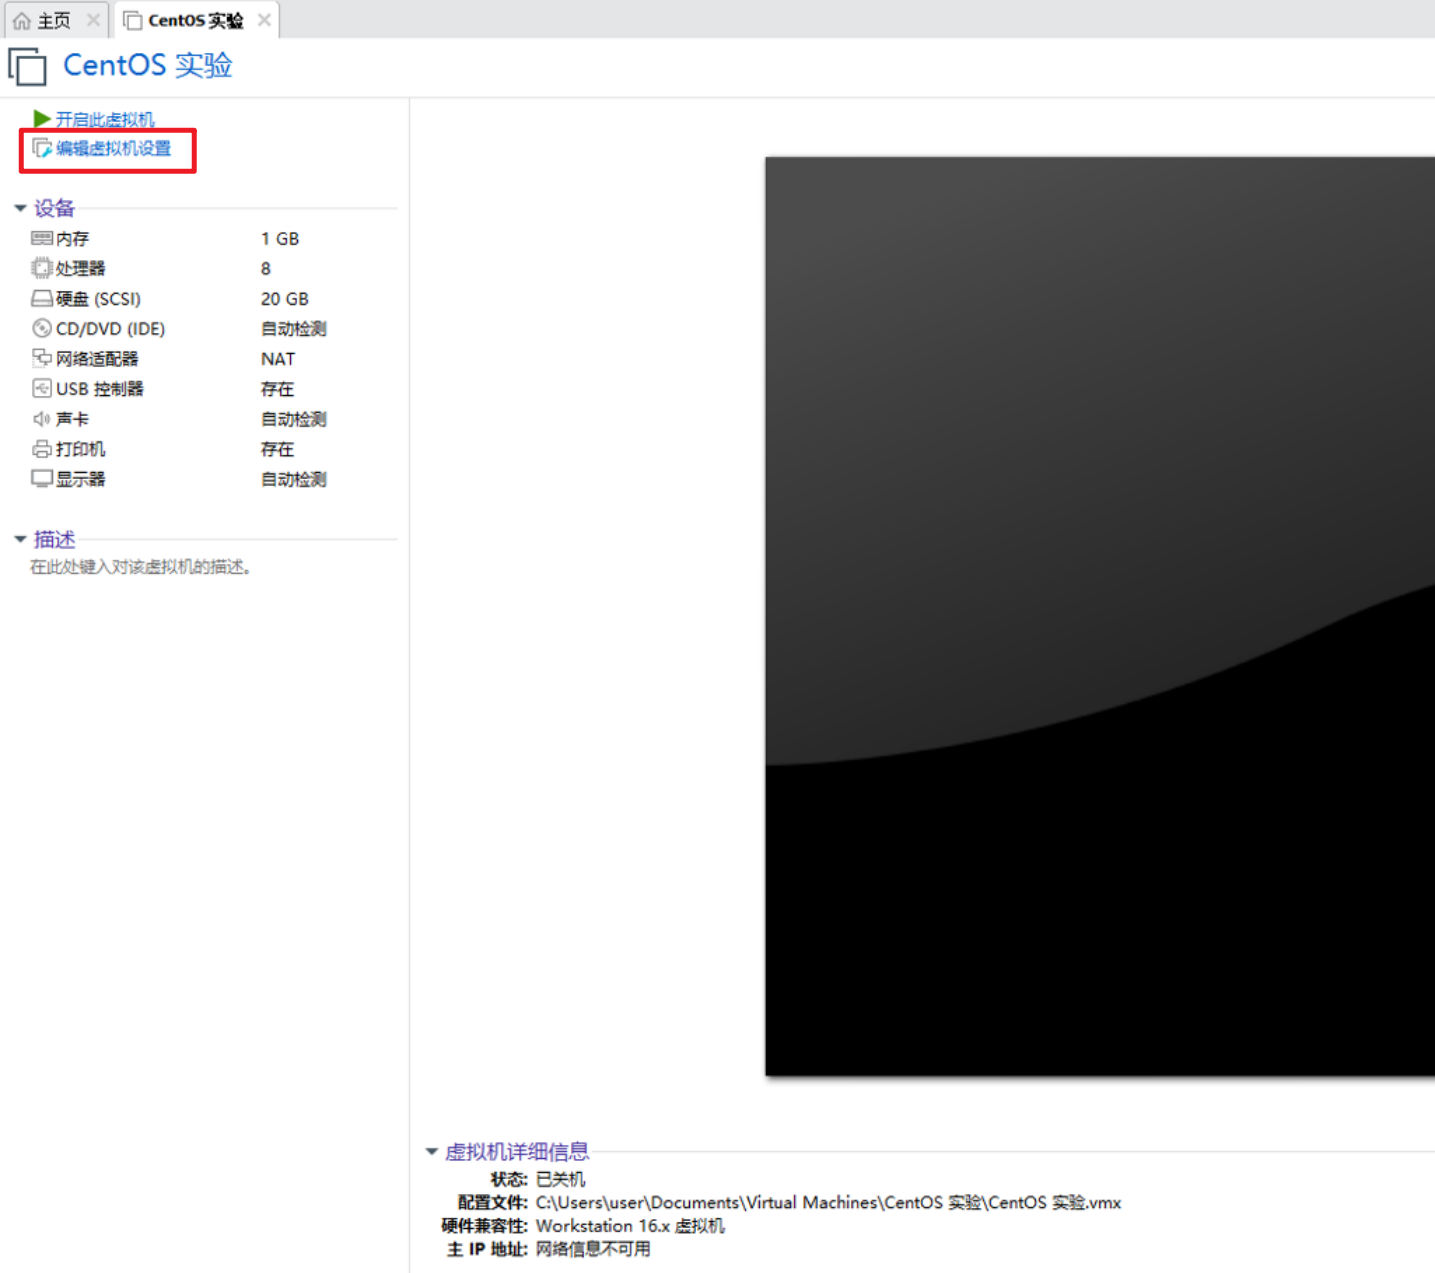 主页
CentOS 实验
CentOS 实验
开启此虚拟机
编辑虚拟机设置
设备
内存 1 GB
处理器 8
硬盘 (SCSI) 20 GB
CD/DVD (IDE) 自动检测
网络适配器 NAT
USB 控制器 存在
声卡 自动检测
打印机 存在
显示器 自动检测
描述
在此处键入对该虚拟机的描述。
虚拟机详细信息
状态: 已关机
配置文件: C:\Users\user\Documents\Virtual Machines\CentOS 实验\CentOS 实验.vmx
硬件兼容性: Workstation 16.x 虚拟机
主 IP 地址: 网络信息不可用